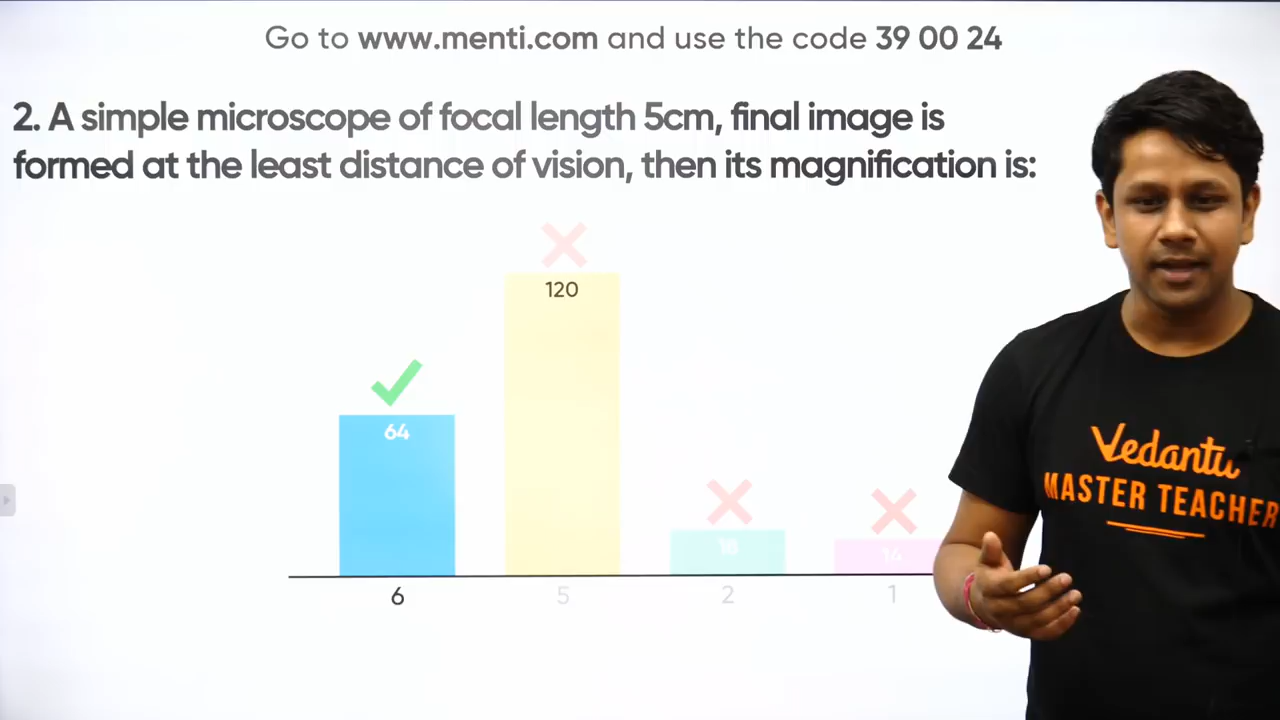 Go to www.menti.com and use the code 39 00 24
2. A simple microscope of focal length 5cm, final image is
formed at the least distance of vision, then its magnification is:
120
64
18
14
6
5
2
1
Vedantu
MASTER TEACHER